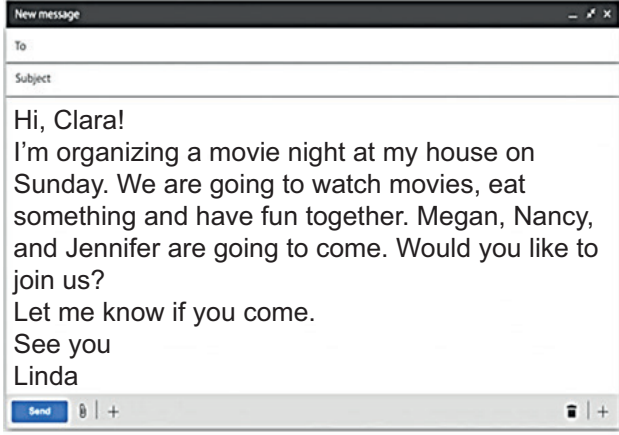 New message
To
Subject
Hi, Clara!
I'm organizing a movie night at my house on
Sunday. We are going to watch movies, eat
something and have fun together. Megan, Nancy,
and Jennifer are going to come. Would you like to
join us?
Let me know if you come.
See you
Linda
Send